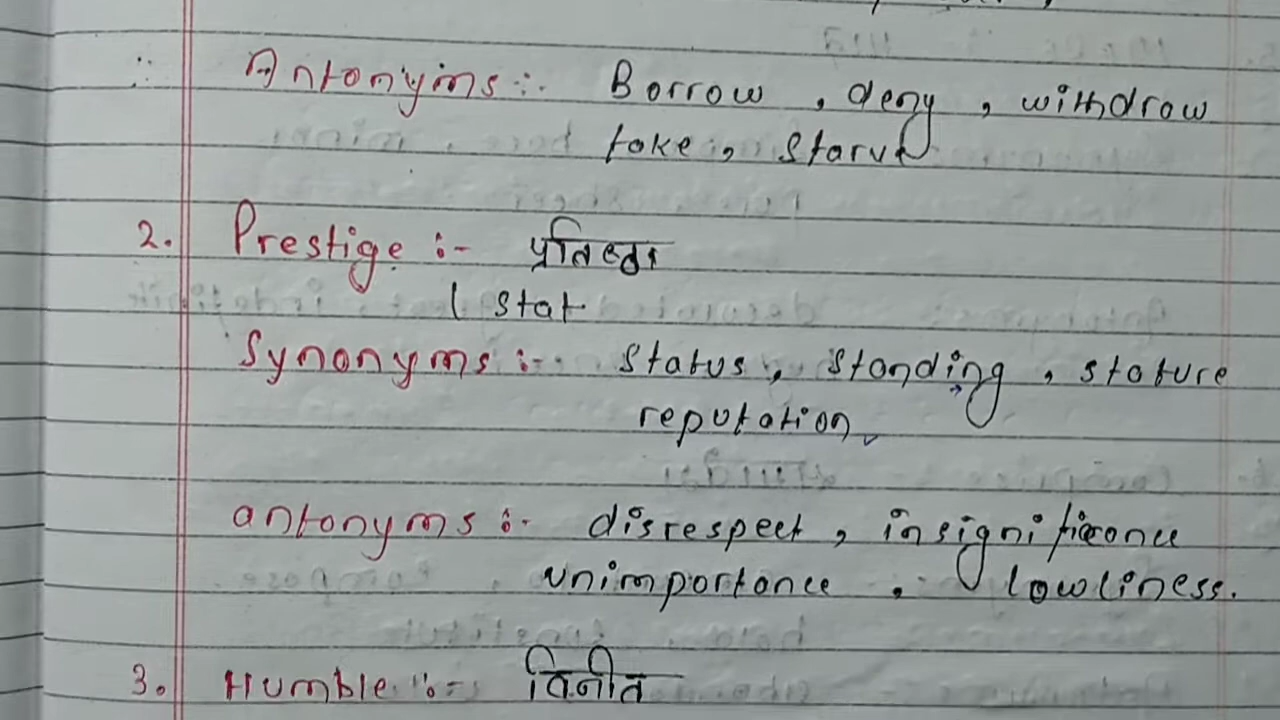 Antonyms :- Borrow , deny , withdraw
take , starve
2. Prestige :- प्रतिष्ठा
( stat
Synonyms :- Status , standing , stature
reputation
antonyms :- disrespect , insignificance
unimportance , lowliness.
3. Humble :- विनीत